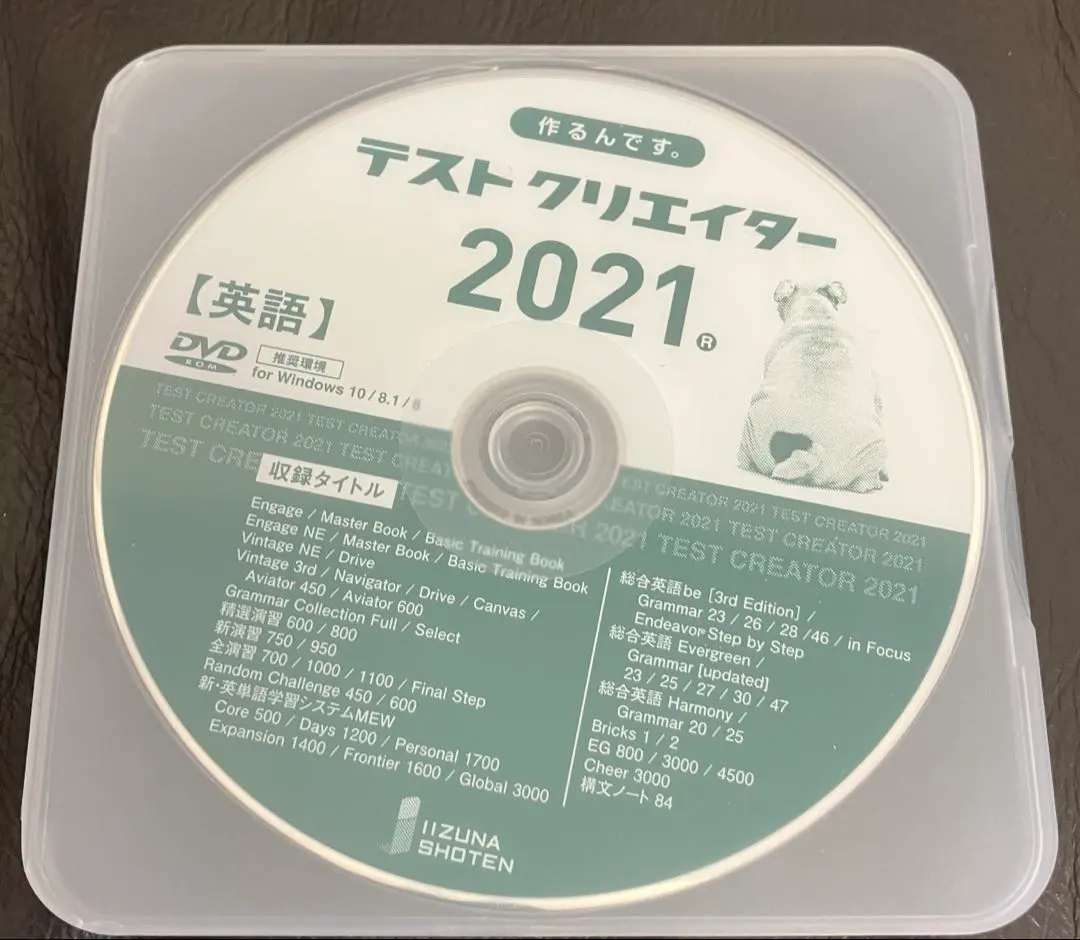 作るんです。
テストクリエイター
2021®
【英語】
DVD
ROM
推奨環境
for Windows 10 / 8.1 / 8
TEST CREATOR 2021 TEST CREATOR
TEST CREATOR 2021 TEST CREATOR
TEST CRE
収録タイトル
Engage / Master Book / Basic Training Book
Engage NE / Master Book / Basic Training Book
Vintage NE / Drive
Vintage 3rd / Navigator / Drive / Canvas /
Aviator 450 / Aviator 600
Grammar Collection Full / Select
精選演習 600 / 800
新演習 750 / 950
全演習 700 / 1000 / 1100 / Final Step
Random Challenge 450 / 600
新・英単語学習システムMEW
Core 500 / Days 1200 / Personal 1700
Expansion 1400 / Frontier 1600 / Global 3000
TEST CREATOR 2021 TEST CREATOR 2021
2021 TEST CREATOR 2021
2021 TEST CREATOR 2021
総合英語be [3rd Edition] /
Grammar 23 / 26 / 28 /46 / in Focus
Endeavor Step by Step
総合英語 Evergreen /
Grammar [updated]
23 / 25 / 27 / 30 / 47
総合英語 Harmony /
Grammar 20 / 25
Bricks 1 / 2
EG 800 / 3000 / 4500
Cheer 3000
構文ノート 84
IIZUNA
SHOTEN